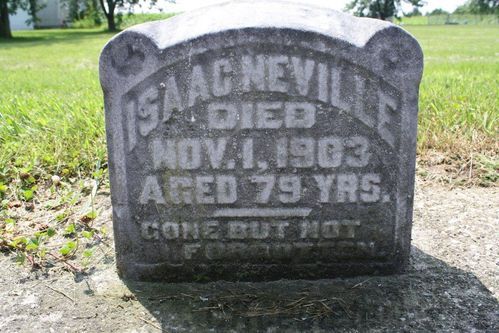 ISAAC NEVILLE
DIED
NOV. 1, 1903
AGED 79 YRS.
GONE BUT NOT
FORGOTTEN